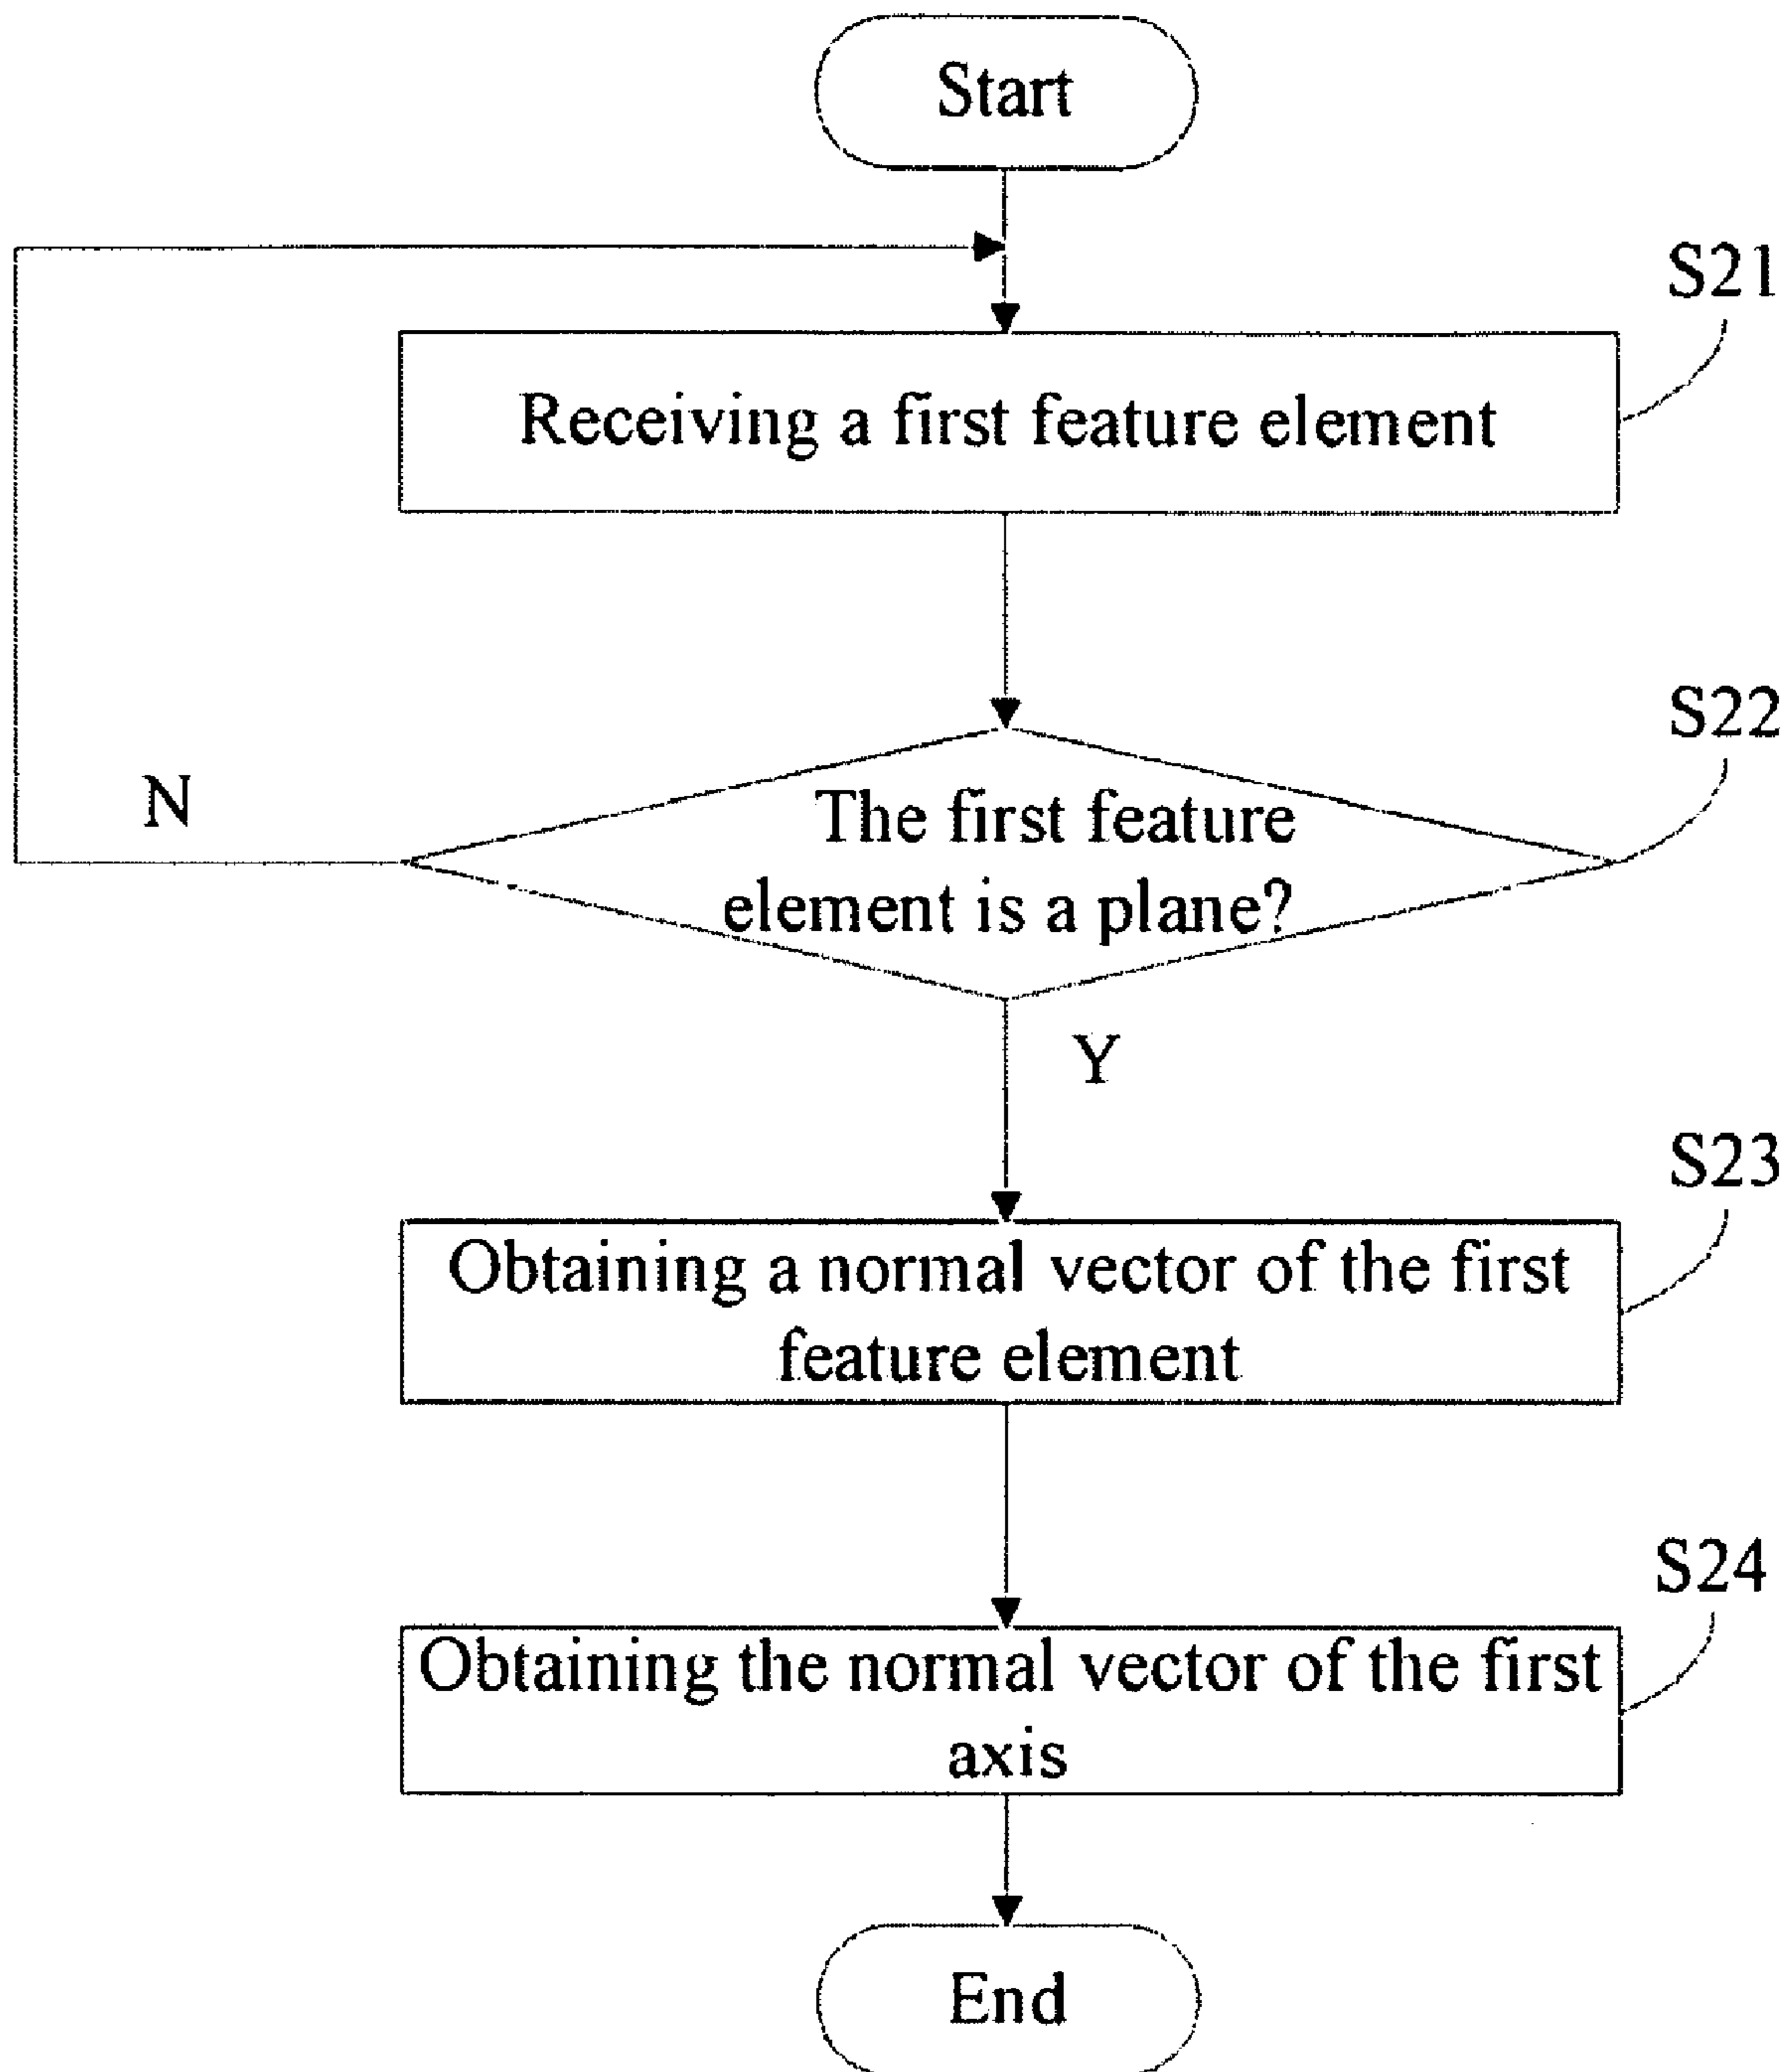 Start
S21
Receiving a first feature element
S22
N
The first feature
element is a plane?
Y
S23
Obtaining a normal vector of the first
feature element
S24
Obtaining the normal vector of the first
axis
End